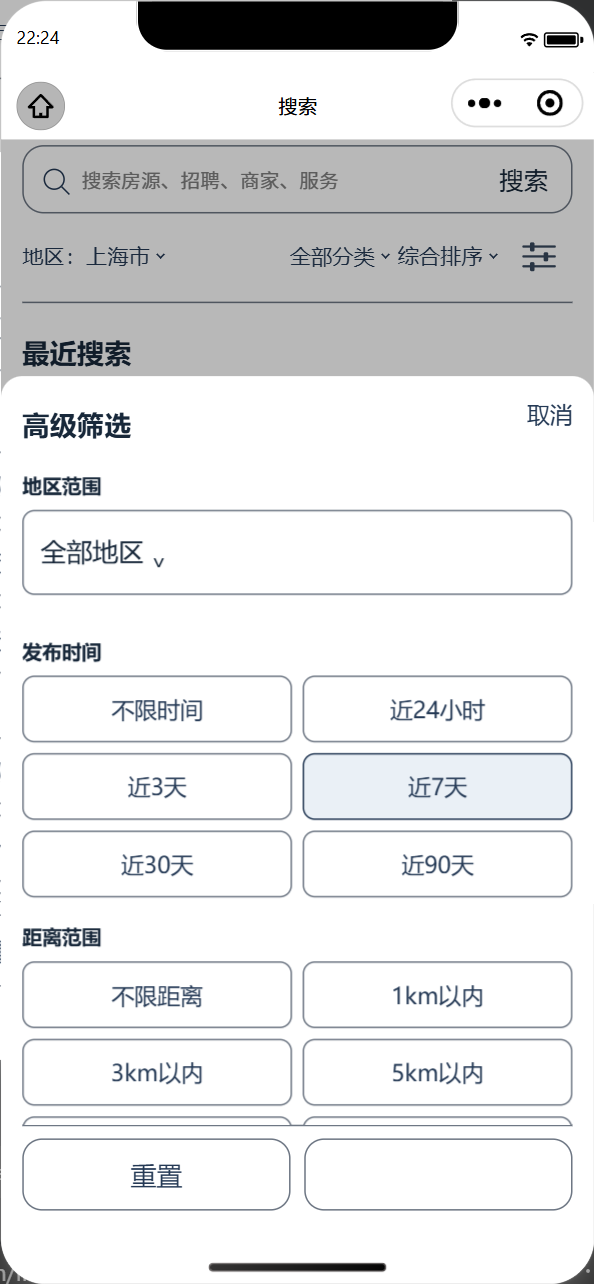 22:24
搜索
搜索房源、招聘、商家、服务
搜索
地区：上海市
全部分类 综合排序
最近搜索
高级筛选
取消
地区范围
全部地区
发布时间
不限时间
近24小时
近3天
近7天
近30天
近90天
距离范围
不限距离
1km以内
3km以内
5km以内
重置